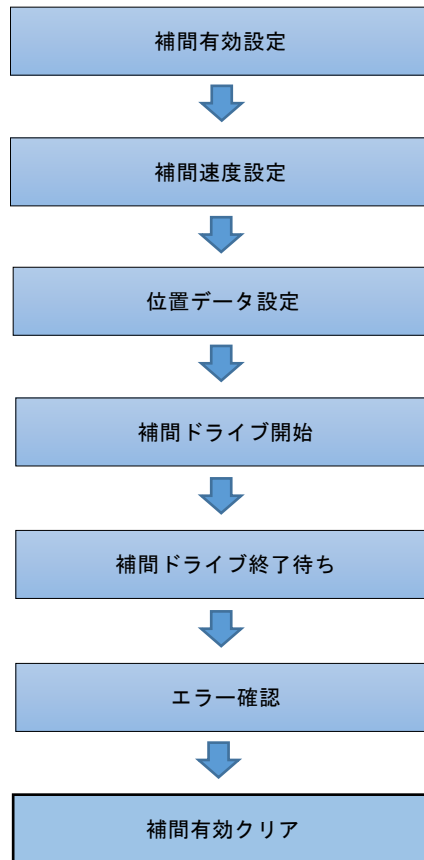 補間有効設定
補間速度設定
位置データ設定
補間ドライブ開始
補間ドライブ終了待ち
エラー確認
補間有効クリア